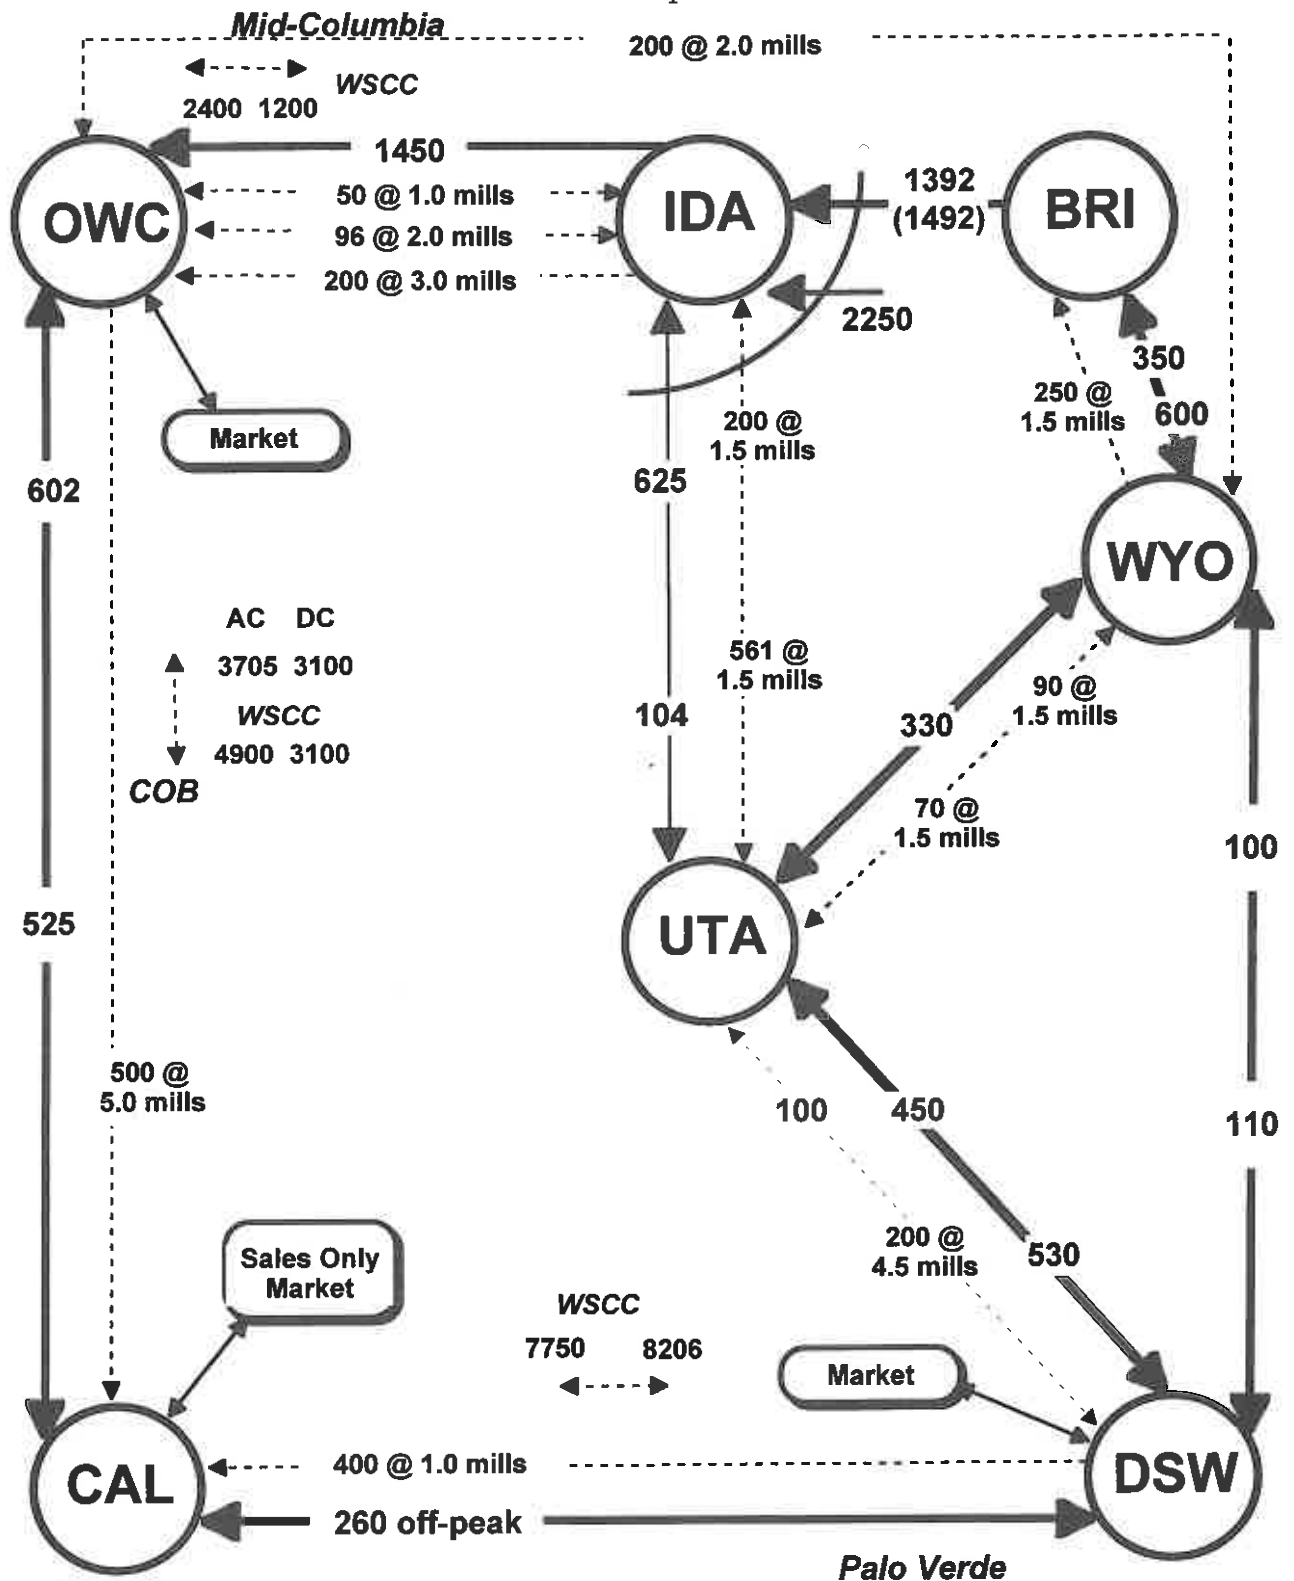 Mid-Columbia
200 @ 2.0 mills
WSCC
2400 1200
1450
1392
(1492)
OWC
50 @ 1.0 mills
IDA
BRI
96 @ 2.0 mills
200 @ 3.0 mills
2250
350
250 @
1.5 mills
600
200 @
1.5 mills
Market
625
602
WYO
AC DC
3705 3100
WSCC
4900 3100
COB
561 @
1.5 mills
104
90 @
1.5 mills
330
70 @
1.5 mills
100
525
UTA
500 @
5.0 mills
100
450
110
200 @
4.5 mills
530
Sales Only
Market
WSCC
7750 8206
Market
CAL
400 @ 1.0 mills
DSW
260 off-peak
Palo Verde